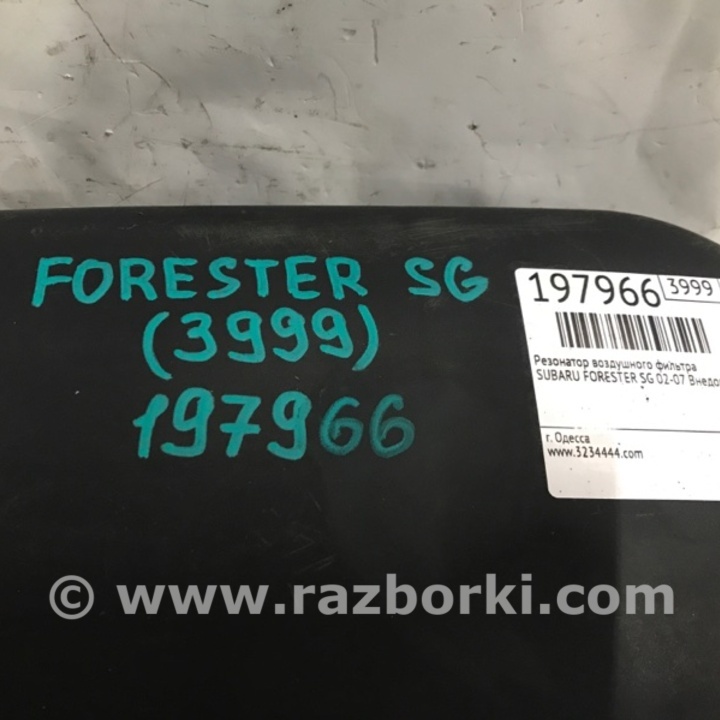 FORESTER SG
(3999)
197966
197966 3999
Резонатор воздушного фильтра
SUBARU FORESTER SG 02-07
г. Одесса
www.3234444.com
© www.razborki.com